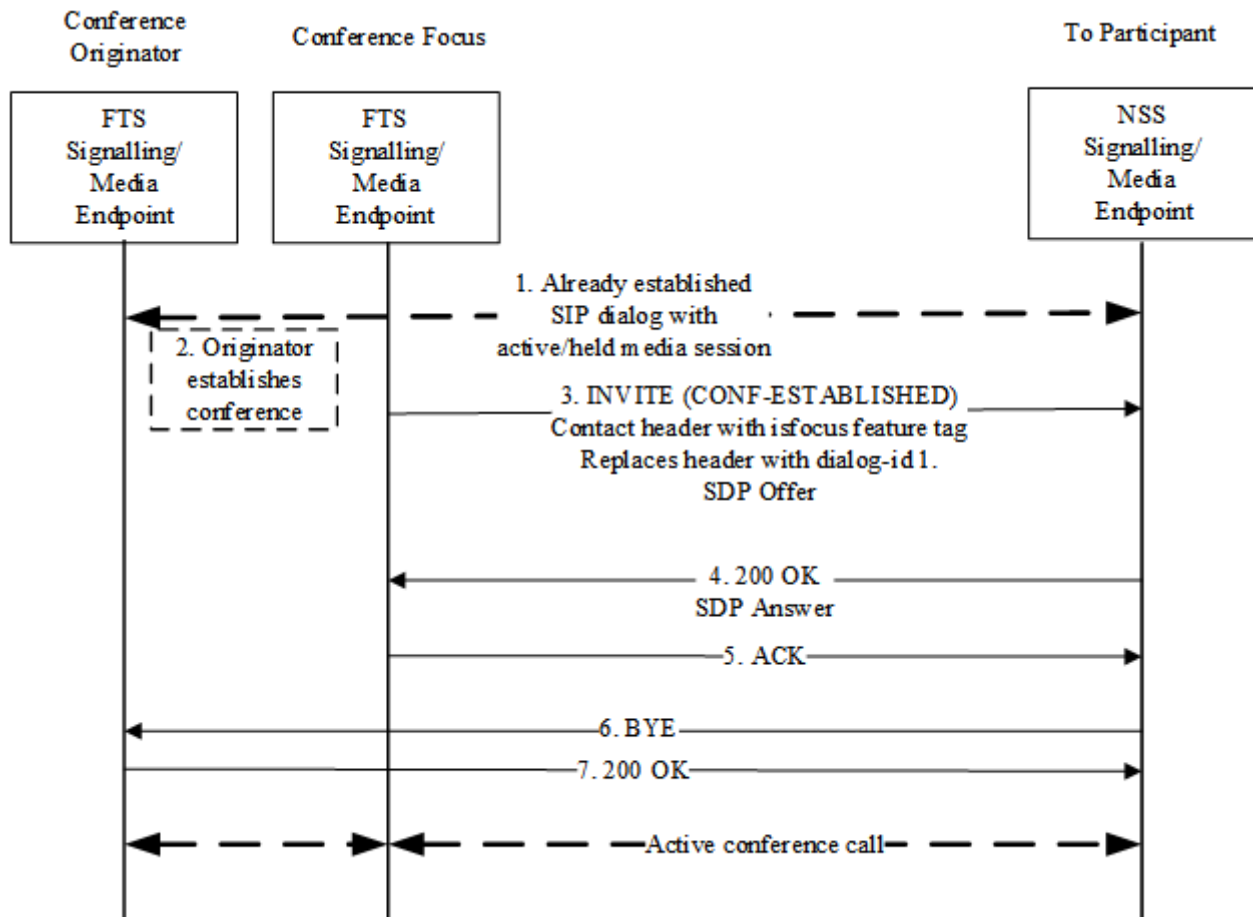 Conference
Originator
Conference Focus
To Participant
FTS
Signalling/
Media
Endpoint
FTS
Signalling/
Media
Endpoint
NSS
Signalling/
Media
Endpoint
1. Already established
SIP dialog with
active/held media session
2. Originator
establishes
conference
3. INVITE (CONF-ESTABLISHED)
Contact header with isfocus feature tag
Replaces header with dialog-id 1.
SDP Offer
4. 200 OK
SDP Answer
5. ACK
6. BYE
7. 200 OK
Active conference call